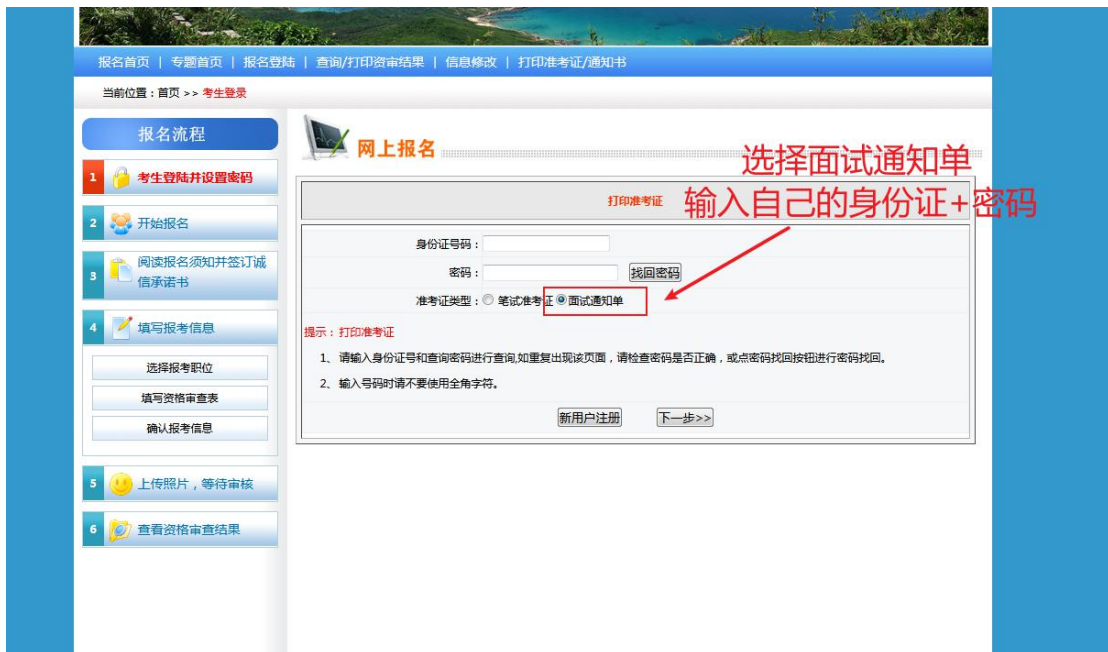 报名首页 | 专题首页 | 报名登陆 | 查询/打印资审结果 | 信息修改 | 打印准考证/通知书
当前位置：首页 >> 考生登录
报名流程
1 考生登陆并设置密码
2 开始报名
3 阅读报名须知并签订诚
信承诺书
4 填写报考信息
选择报考职位
填写资格审查表
确认报考信息
5 上传照片，等待审核
6 查看资格审查结果
网上报名
选择面试通知单
输入自己的身份证+密码
打印准考证
身份证号码：
密码： 找回密码
准考证类型： 笔试准考证 面试通知单
提示：打印准考证
1、 请输入身份证号和查询密码进行查询,如重复出现该页面，请检查密码是否正确，或点密码找回按钮进行密码找回。
2、 输入号码时请不要使用全角字符。
新用户注册 下一步>>